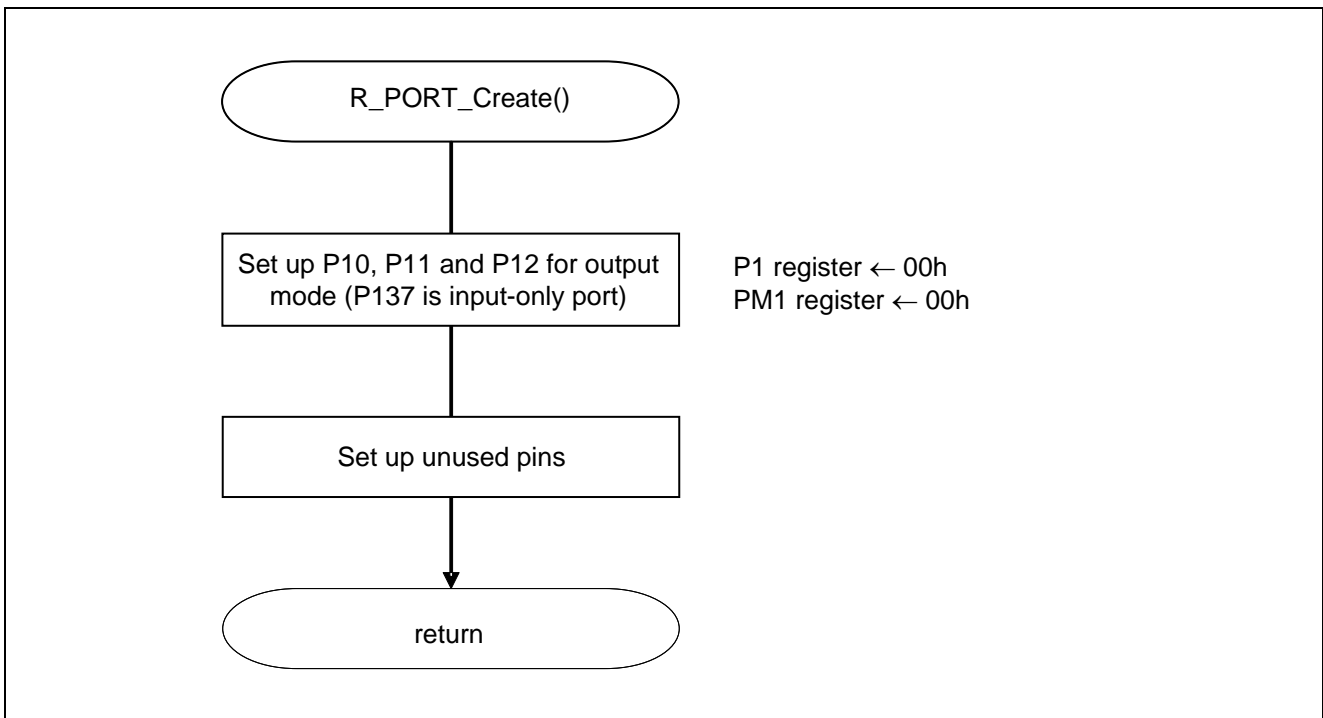 R_PORT_Create()
Set up P10, P11 and P12 for output
mode (P137 is input-only port)
P1 register ← 00h
PM1 register ← 00h
Set up unused pins
return